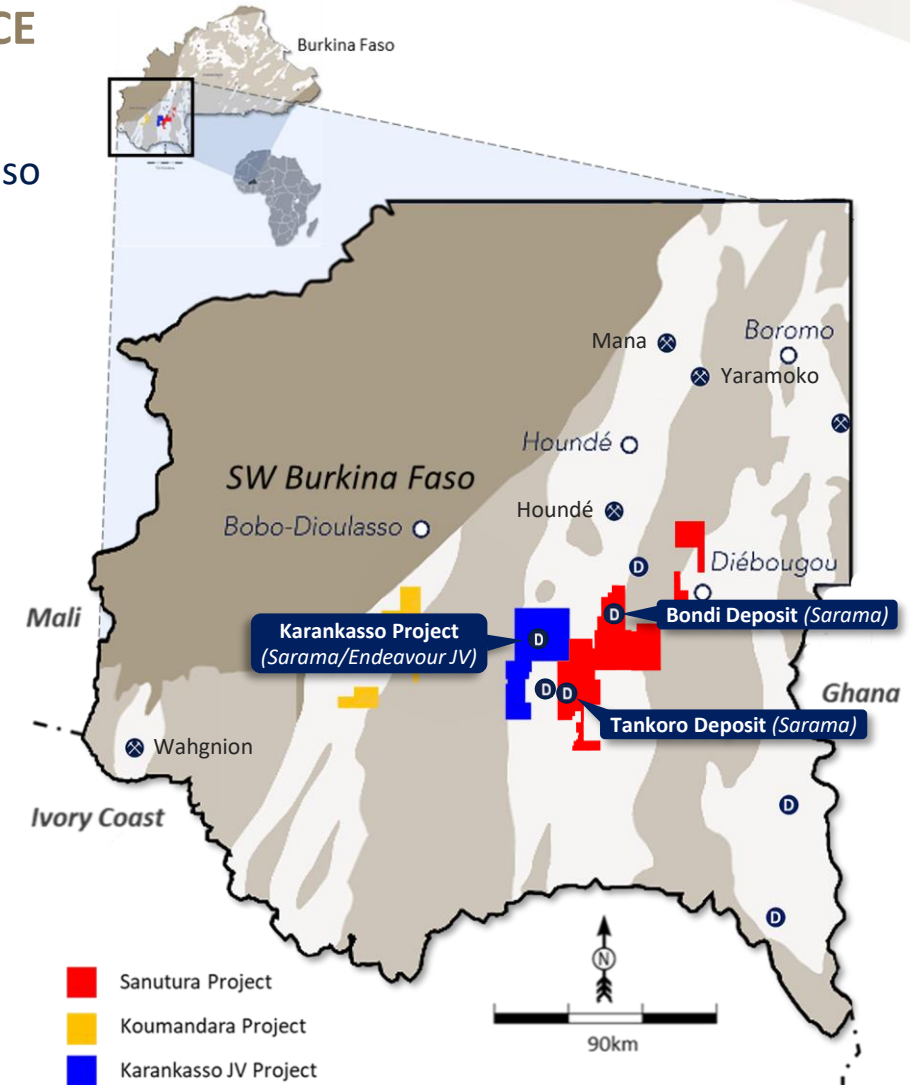 CE
Burkina Faso
so
Mana
Boromo
Yaramoko
Houndé
SW Burkina Faso
Houndé
Bobo-Dioulasso
Diébougou
D
Mali
D
Bondi Deposit (Sarama)
Karankasso Project
(Sarama/Endeavour JV)
D
D
D
Ghana
Tankoro Deposit (Sarama)
Wahgnion
Ivory Coast
D
D
N
Sanutura Project
Koumandara Project
90km
Karankasso JV Project